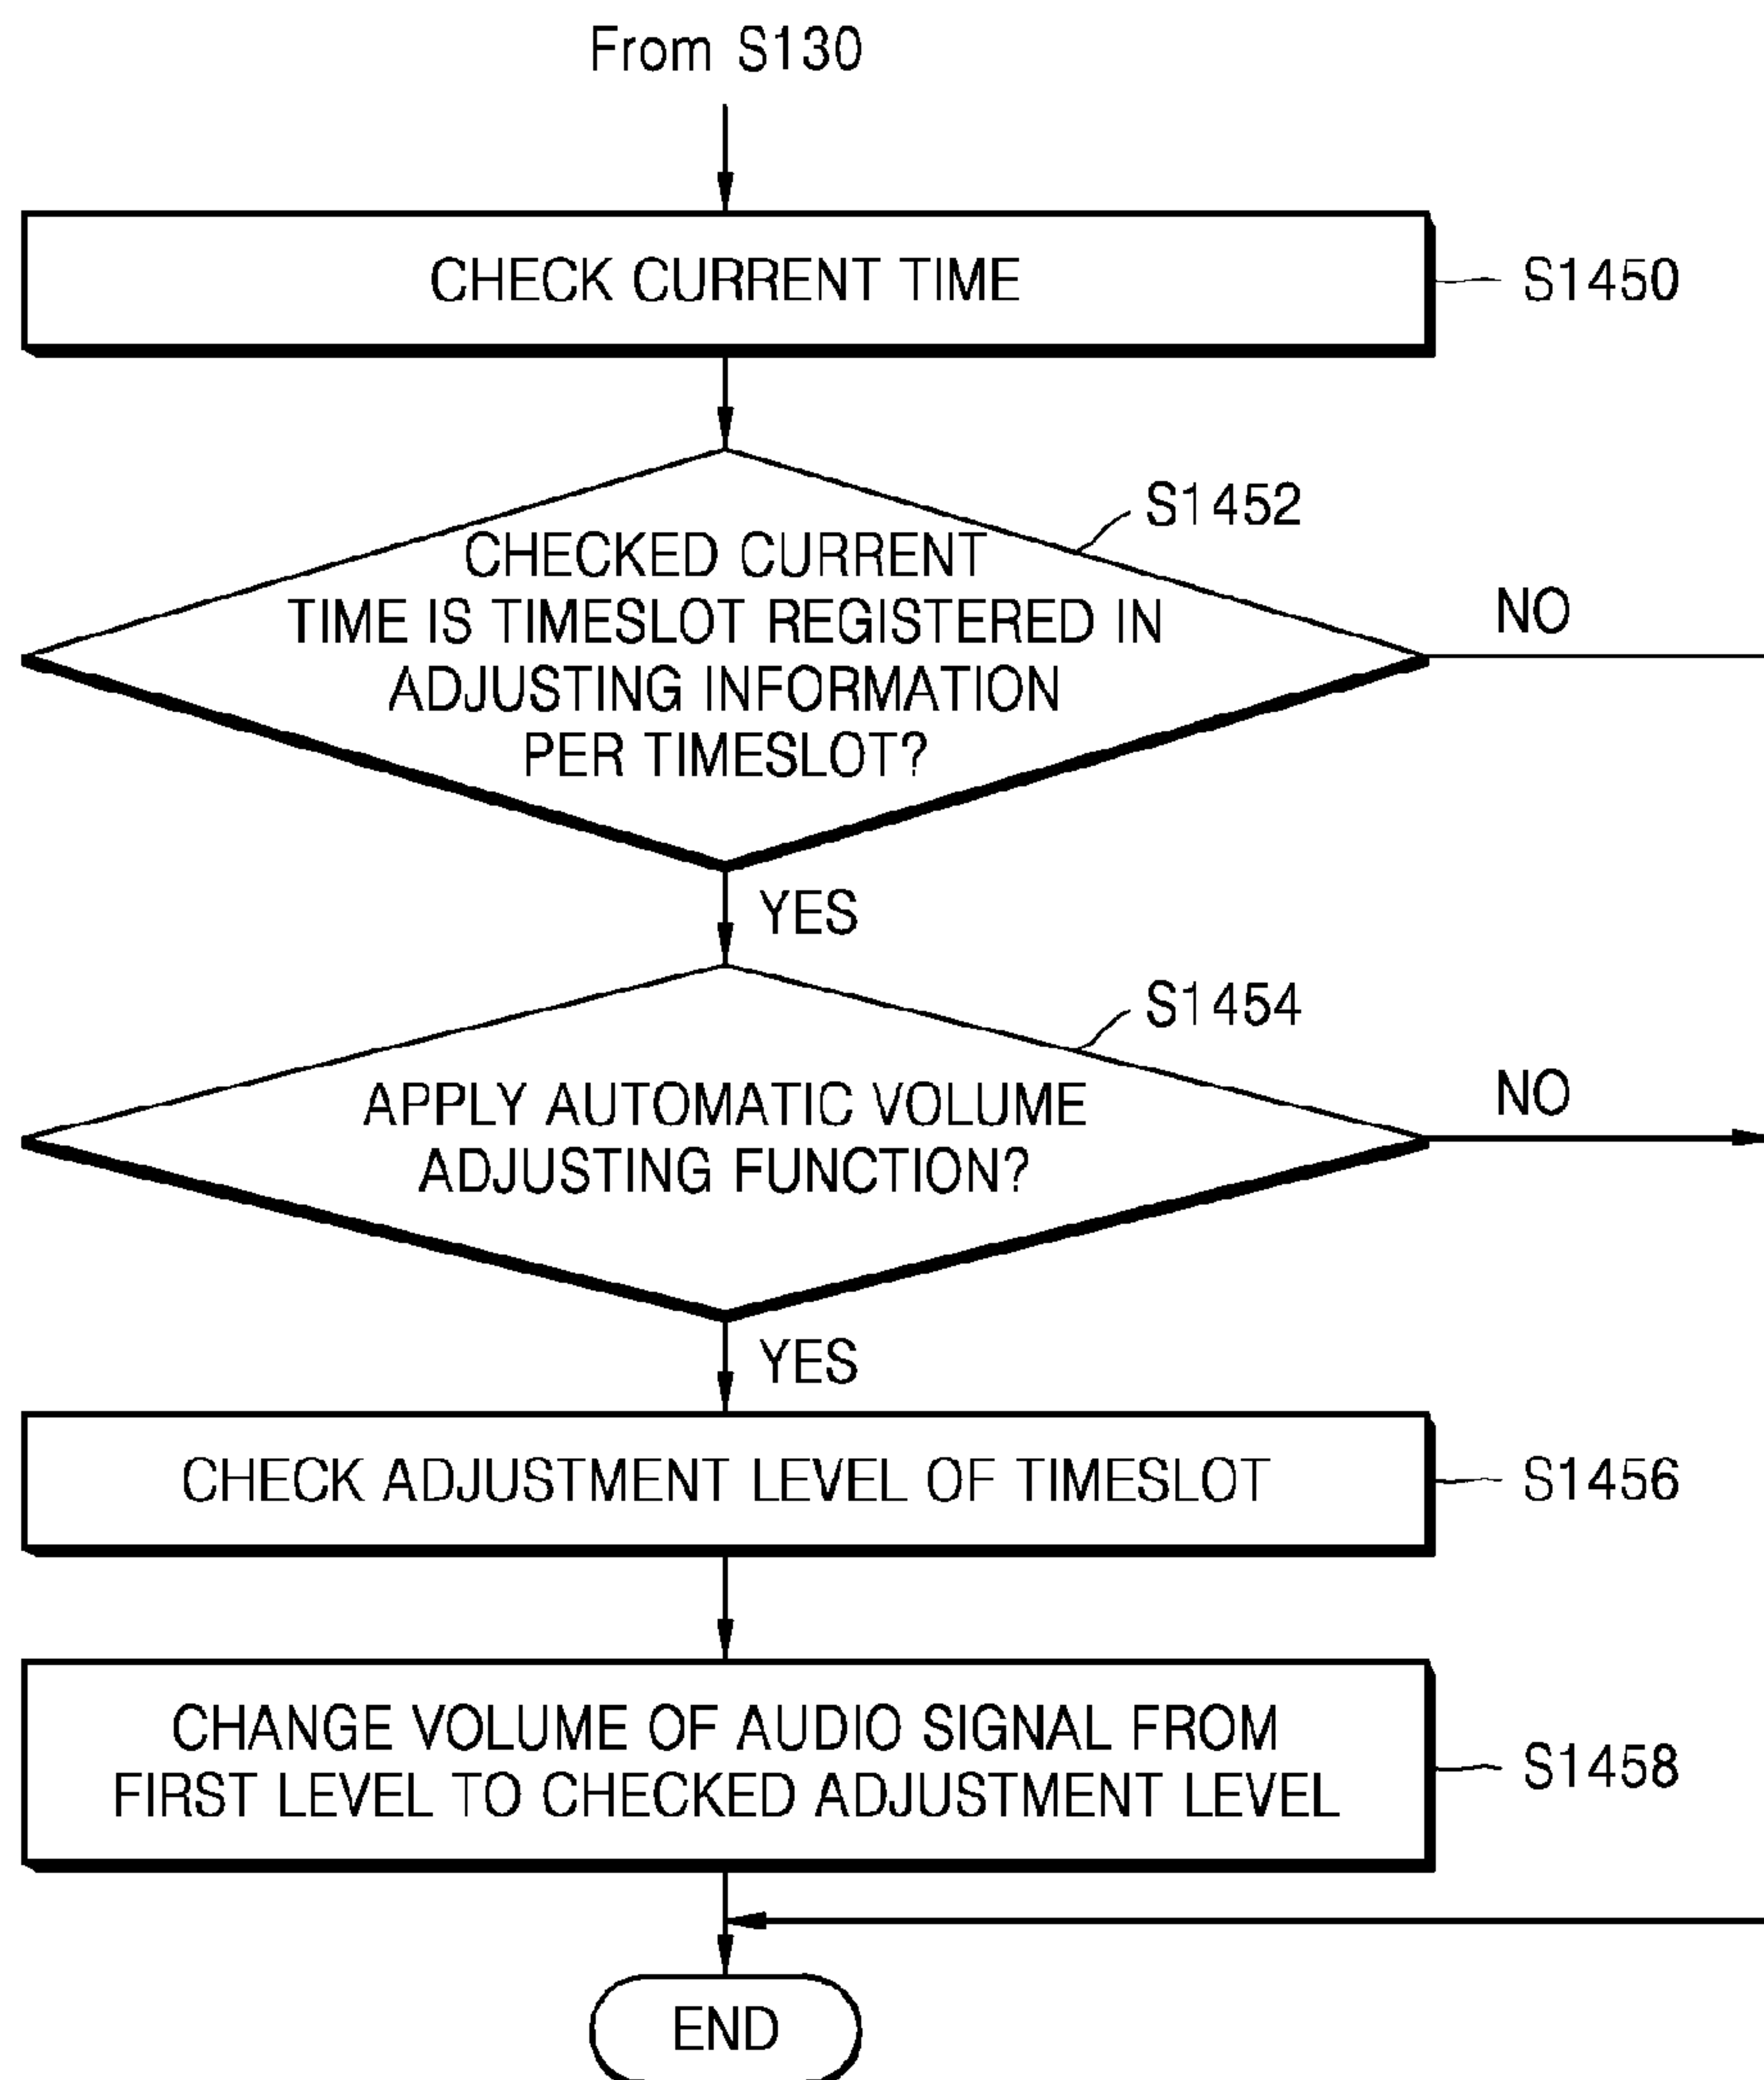 From S130
CHECK CURRENT TIME
S1450
S1452
CHECKED CURRENT
TIME IS TIMESLOT REGISTERED IN
ADJUSTING INFORMATION
PER TIMESLOT?
NO
YES
S1454
APPLY AUTOMATIC VOLUME
ADJUSTING FUNCTION?
NO
YES
CHECK ADJUSTMENT LEVEL OF TIMESLOT
S1456
CHANGE VOLUME OF AUDIO SIGNAL FROM
FIRST LEVEL TO CHECKED ADJUSTMENT LEVEL
S1458
END